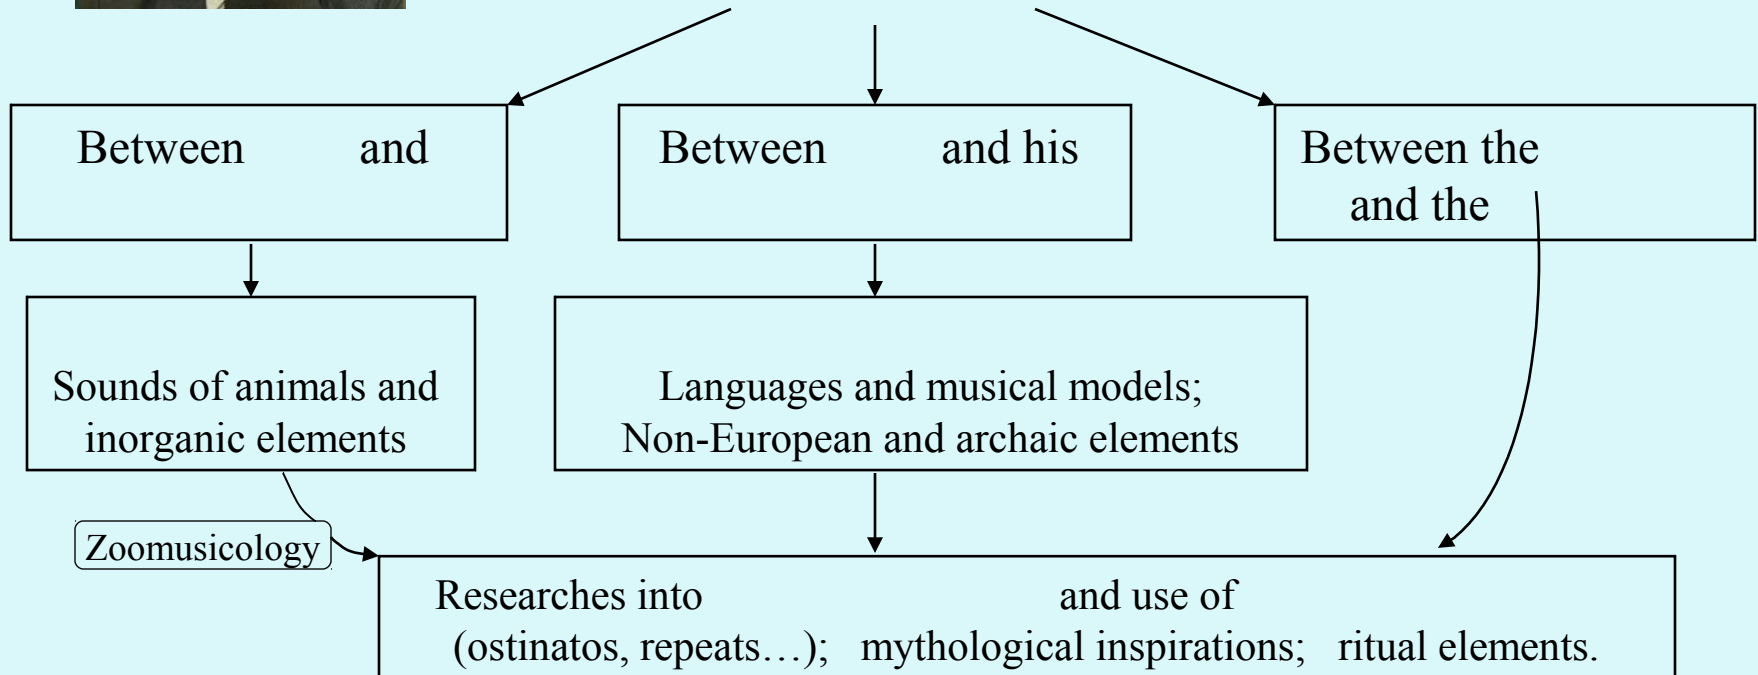 Between and
Between and his
Between the
and the
Sounds of animals and
inorganic elements
Languages and musical models;
Non-European and archaic elements
Zoomusicology
Researches into and use of
(ostinatos, repeats…); mythological inspirations; ritual elements.